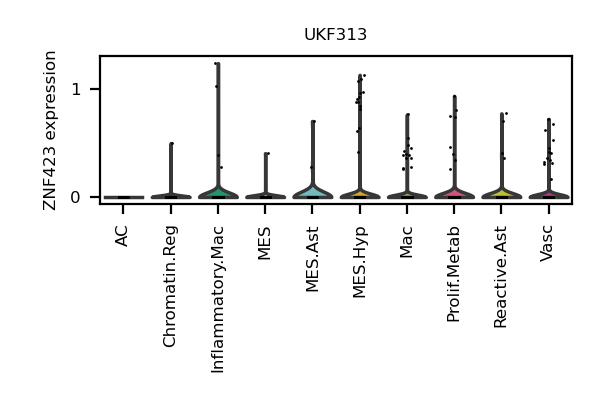 UKF313
ZNF423 expression
1
0
AC
Chromatin.Reg
Inflammatory.Mac
MES
MES.Ast
MES.Hyp
Mac
Prolif.Metab
Reactive.Ast
Vasc